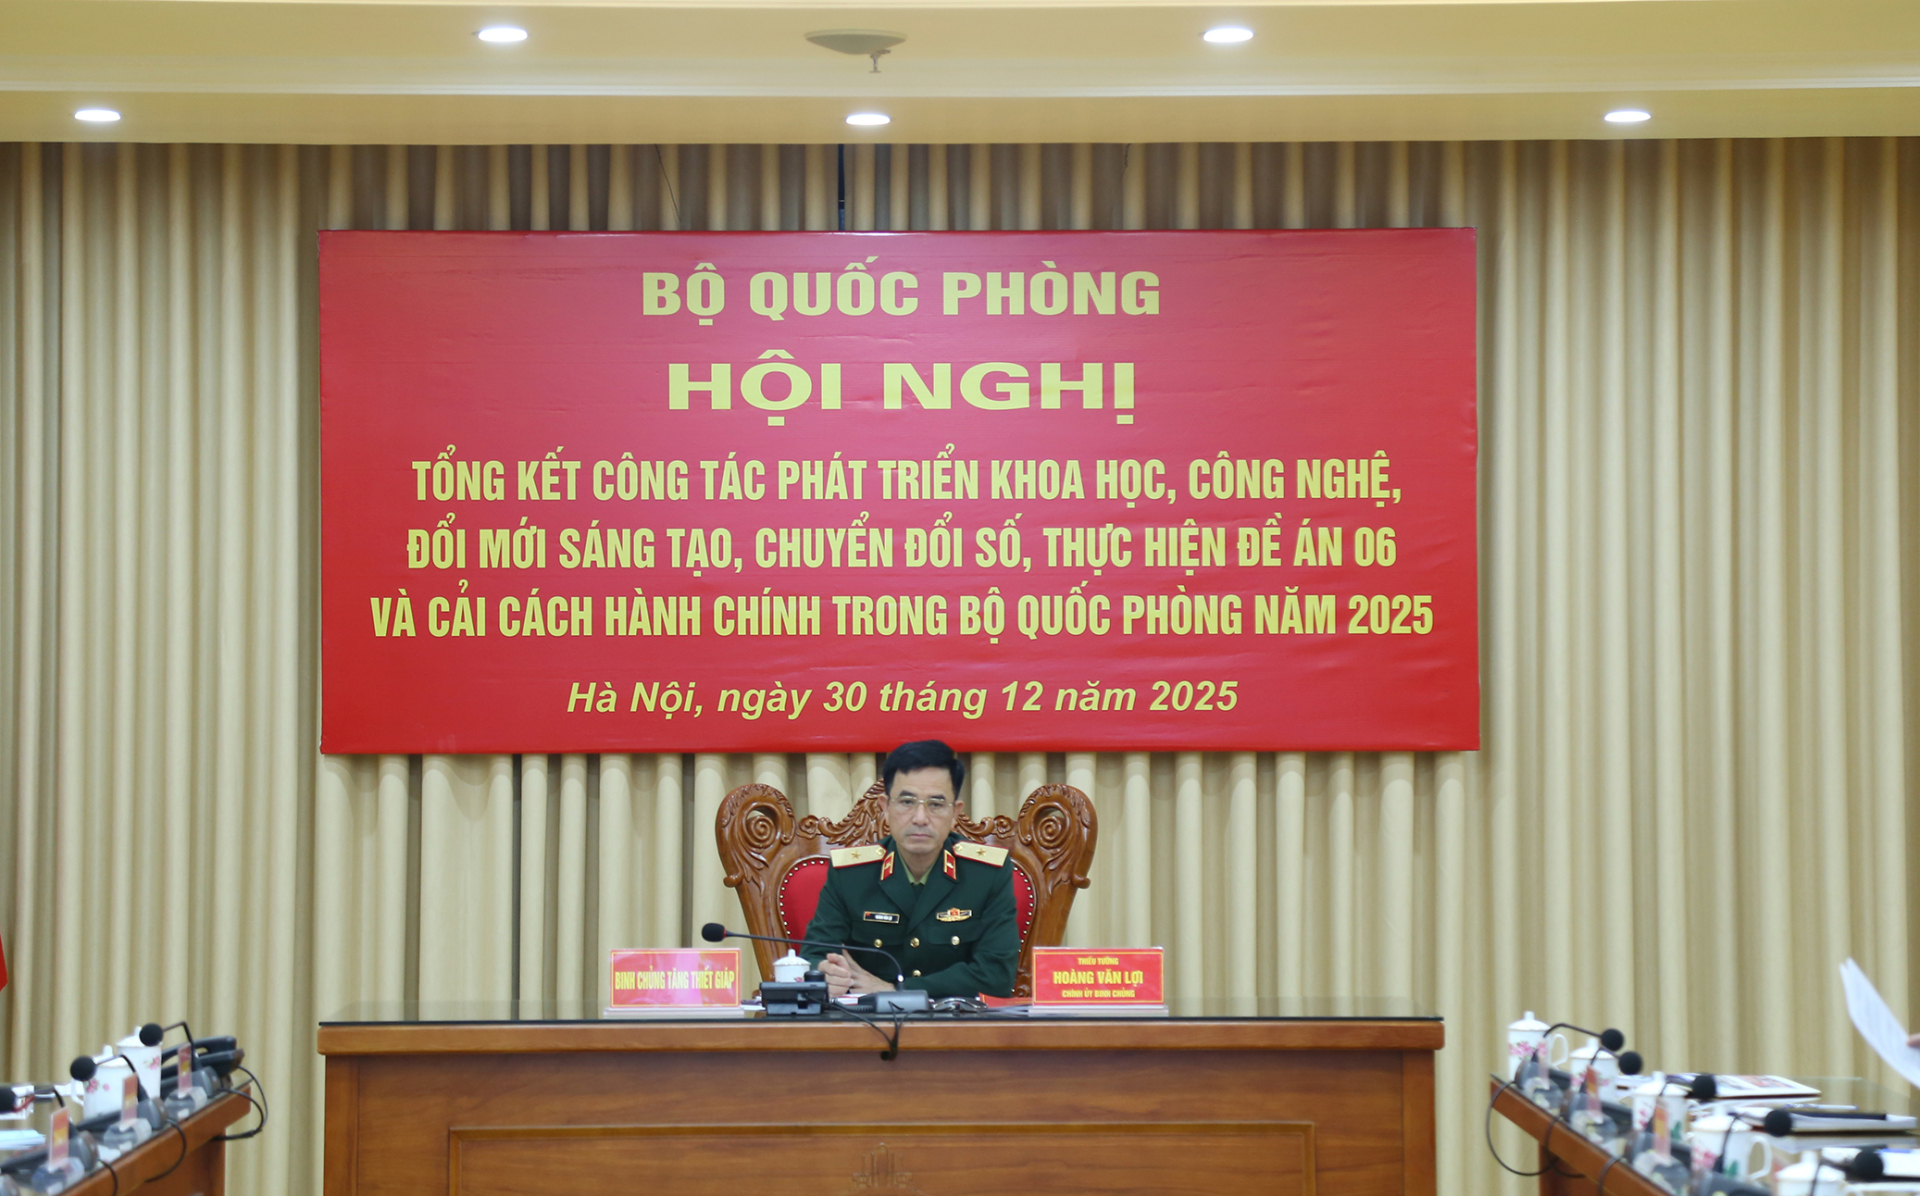 BỘ QUỐC PHÒNG
HỘI NGHỊ
TỔNG KẾT CÔNG TÁC PHÁT TRIỂN KHOA HỌC, CÔNG NGHỆ,
ĐỔI MỚI SÁNG TẠO, CHUYỂN ĐỔI SỐ, THỰC HIỆN ĐỀ ÁN 06
VÀ CẢI CÁCH HÀNH CHÍNH TRONG BỘ QUỐC PHÒNG NĂM 2025
Hà Nội, ngày 30 tháng 12 năm 2025
BINH CHỦNG TĂNG THIẾT GIÁP
THIẾU TƯỚNG
HOÀNG VĂN LỢI
CHÍNH ỦY BINH CHỦNG